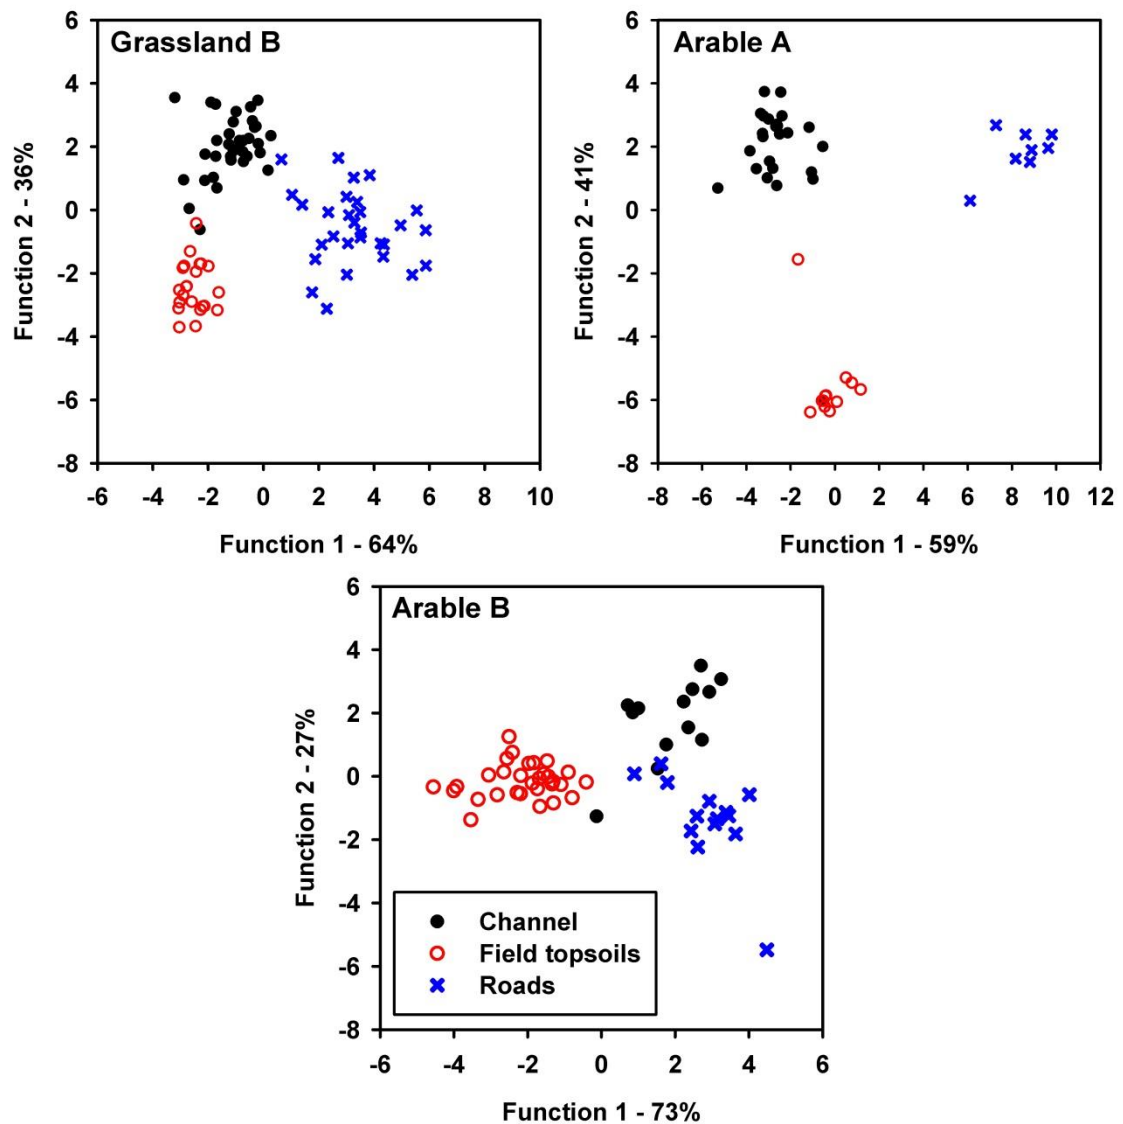 Grassland B
6
4
2
0
-2
-4
-6
-8
Function 2 - 36%
-6 -4 -2 0 2 4 6 8 10
Function 1 - 64%
Arable A
6
4
2
0
-2
-4
-6
-8
Function 2 - 41%
-8 -6 -4 -2 0 2 4 6 8 10 12
Function 1 - 59%
Arable B
6
4
2
0
-2
-4
-6
-8
Function 2 - 27%
Channel
Field topsoils
Roads
-6 -4 -2 0 2 4 6
Function 1 - 73%